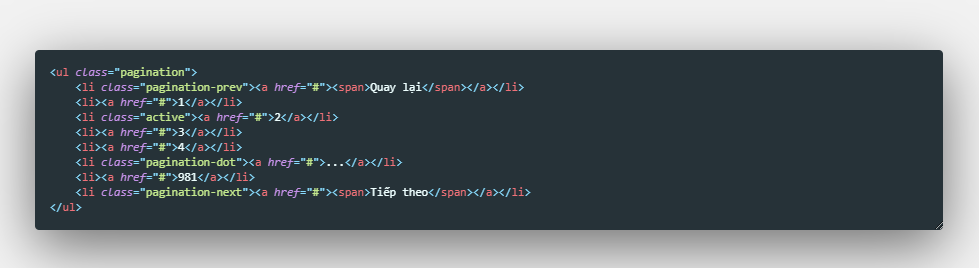 <ul class="pagination">
<li class="pagination-prev"><a href="#"><span>Quay lại</span></a></li>
<li><a href="#">1</a></li>
<li class="active"><a href="#">2</a></li>
<li><a href="#">3</a></li>
<li><a href="#">4</a></li>
<li class="pagination-dot"><a href="#">...</a></li>
<li><a href="#">981</a></li>
<li class="pagination-next"><a href="#"><span>Tiếp theo</span></a></li>
</ul>